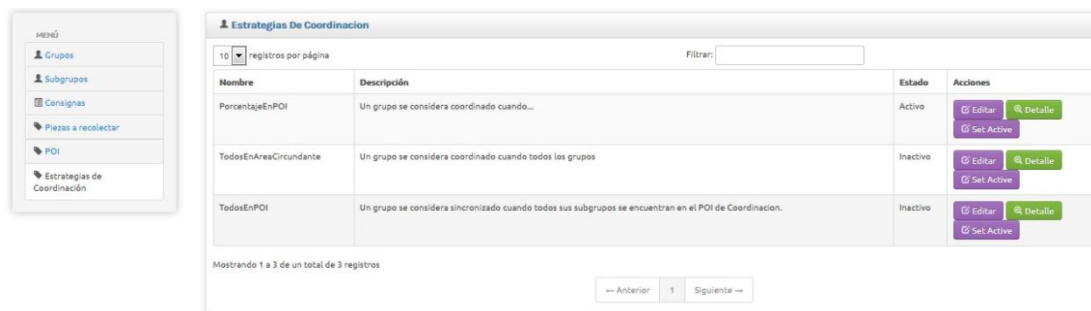 MENÚ
Grupos
Subgrupos
Consignas
Piezas a recolectar
POI
Estrategias de
Coordinación
Estrategias De Coordinacion
10 registros por página
Filtrar:
Nombre Descripción Estado Acciones
PorcentajeEnPOI Un grupo se considera coordinado cuando... Activo Editar Detalle
Set Active
TodosEnAreaCircundante Un grupo se considera coordinado cuando todos los grupos Inactivo Editar Detalle
Set Active
TodosEnPOI Un grupo se considera sincronizado cuando todos sus subgrupos se encuentran en el POI de Coordinacion. Inactivo Editar Detalle
Set Active
Mostrando 1 a 3 de un total de 3 registros
← Anterior 1 Siguiente →